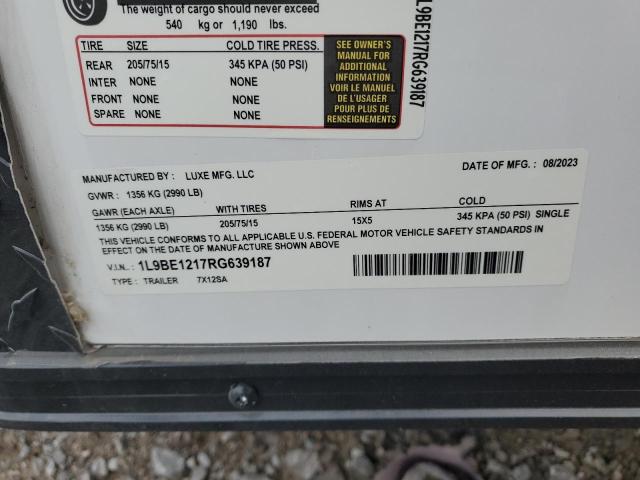 The weight of cargo should never exceed
540 kg or 1,190 lbs.
TIRE SIZE COLD TIRE PRESS.
REAR 205/75/15 345 KPA (50 PSI)
INTER NONE NONE
FRONT NONE NONE
SPARE NONE NONE
SEE OWNER'S
MANUAL FOR
ADDITIONAL
INFORMATION
VOIR LE MANUEL
DE L'USAGER
POUR PLUS DE
RENSEIGNEMENTS
1L9BE1217RG639187
MANUFACTURED BY: LUXE MFG. LLC DATE OF MFG.: 08/2023
GVWR: 1356 KG (2990 LB)
GAWR (EACH AXLE) WITH TIRES RIMS AT COLD
1356 KG (2990 LB) 205/75/15 15X5 345 KPA (50 PSI) SINGLE
THIS VEHICLE CONFORMS TO ALL APPLICABLE U.S. FEDERAL MOTOR VEHICLE SAFETY STANDARDS IN
EFFECT ON THE DATE OF MANUFACTURE SHOWN ABOVE
V.I.N.: 1L9BE1217RG639187
TYPE: TRAILER 7X12SA